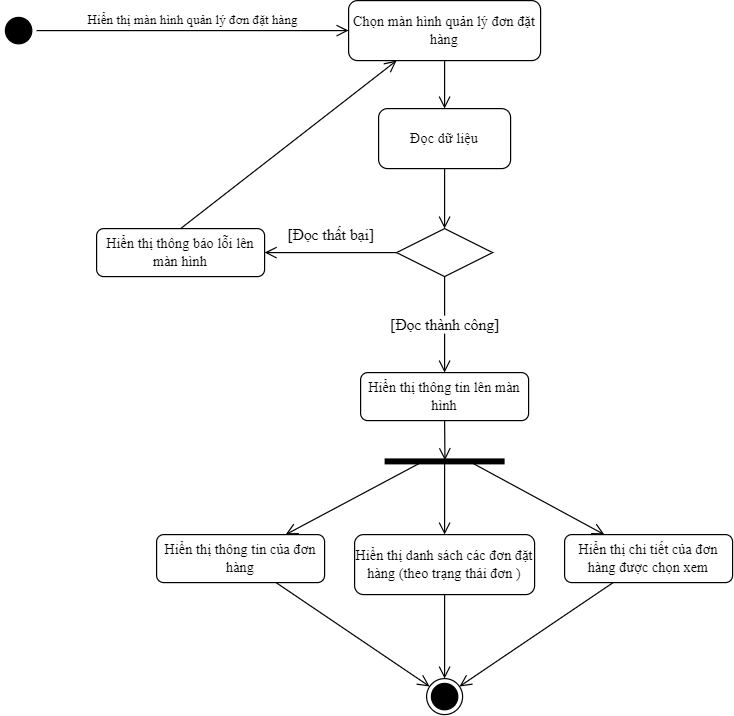 Hiển thị màn hình quản lý đơn đặt hàng
Chọn màn hình quản lý đơn đặt
hàng
Đọc dữ liệu
[Đọc thất bại]
Hiển thị thông báo lỗi lên
màn hình
[Đọc thành công]
Hiển thị thông tin lên màn
hình
Hiển thị thông tin của đơn
hàng
Hiển thị danh sách các đơn đặt
hàng (theo trạng thái đơn )
Hiển thị chi tiết của đơn
hàng được chọn xem